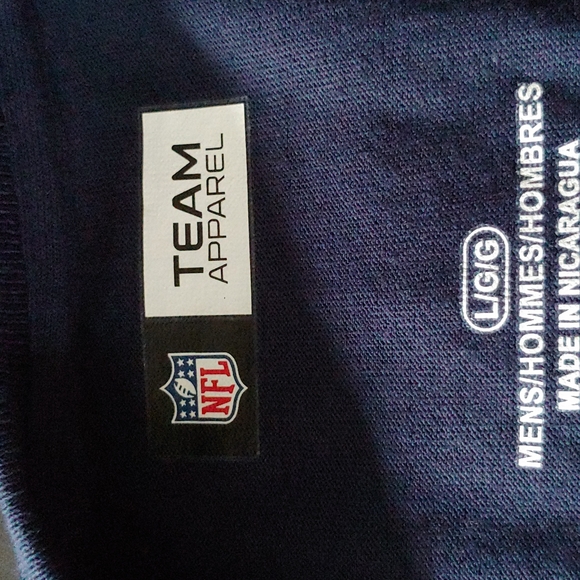 NFL
TEAM
APPAREL
L/G/G
MENS/HOMMES/HOMBRES
MADE IN NICARAGUA